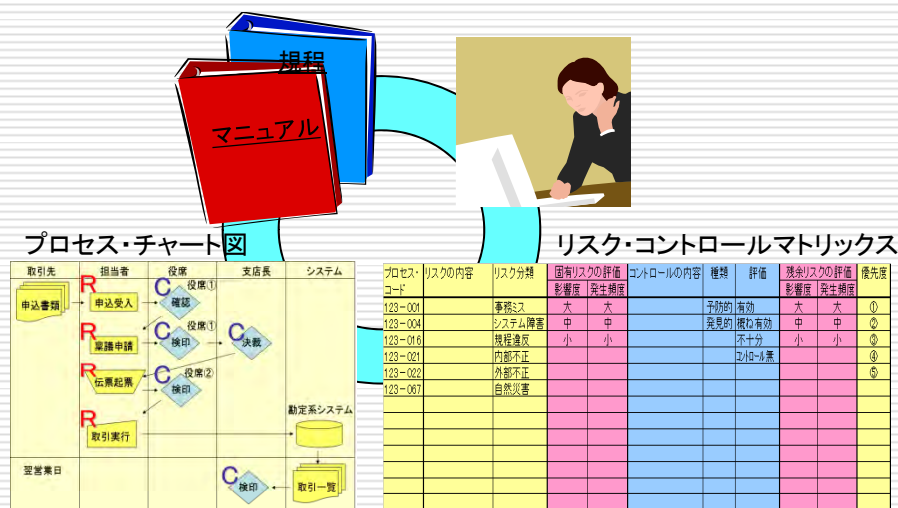 規程
マニュアル
プロセス・チャート図
リスク・コントロールマトリックス
取引先 担当者 役席 支店長 システム
申込書類 R 申込受入 C 役席① 確認
R 稟議申請 C 役席① 検印 C 決裁
R 伝票起票 C 役席② 検印
R 取引実行 勘定系システム
翌営業日 C 検印 取引一覧
プロセス・コード リスクの内容 リスク分類 固有リスクの評価 コントロールの内容 種類 評価 残余リスクの評価 優先度
影響度 発生頻度 影響度 発生頻度
123-001 事務ミス 大 大 予防的 有効 大 大 ①
123-004 システム障害 中 中 発見的 概ね有効 中 中 ②
123-016 規程違反 小 小 不十分 小 小 ③
123-021 内部不正 コントロール無 ④
123-022 外部不正 ⑤
123-067 自然災害